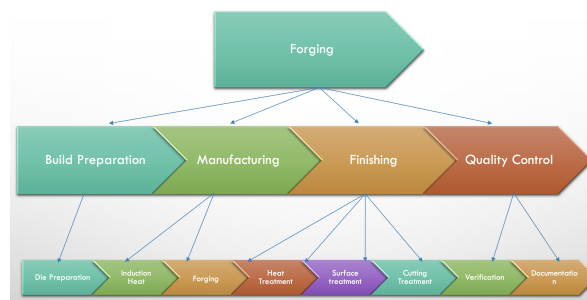 Forging
Build Preparation
Manufacturing
Finishing
Quality Control
Die Preparation
Induction
Heat
Forging
Heat
Treatment
Surface
treatment
Cutting
Treatment
Verification
Documentatio
n